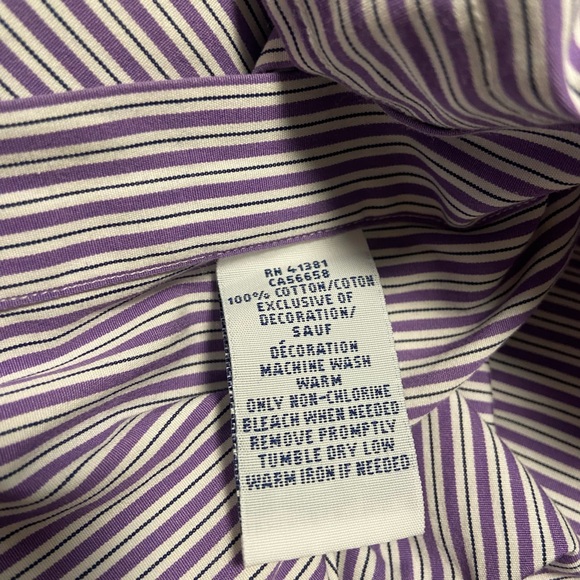 RN 41381
CA56658
100% COTTON/COTON
EXCLUSIVE OF
DECORATION/
SAUF
DÉCORATION
MACHINE WASH
WARM
ONLY NON-CHLORINE
BLEACH WHEN NEEDED
REMOVE PROMPTLY
TUMBLE DRY LOW
WARM IRON IF NEEDED